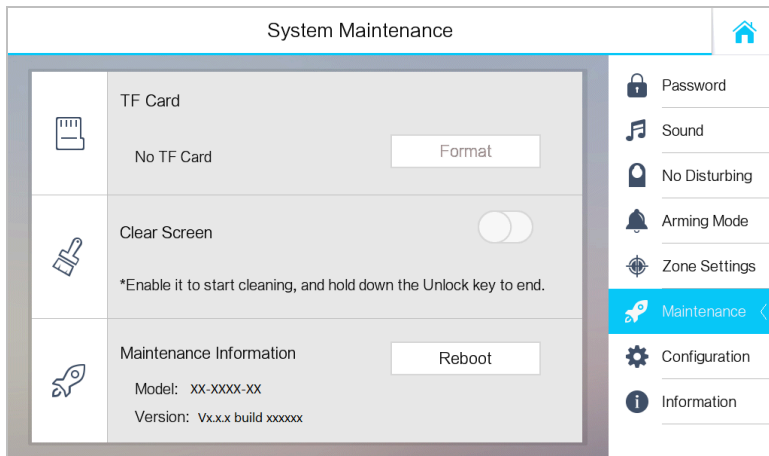 System Maintenance
TF Card
No TF Card
Format
Clear Screen
*Enable it to start cleaning, and hold down the Unlock key to end.
Maintenance Information
Reboot
Model: XX-XXXX-XX
Version: Vx.x.x build xxxxxx
Password
Sound
No Disturbing
Arming Mode
Zone Settings
Maintenance
Configuration
Information